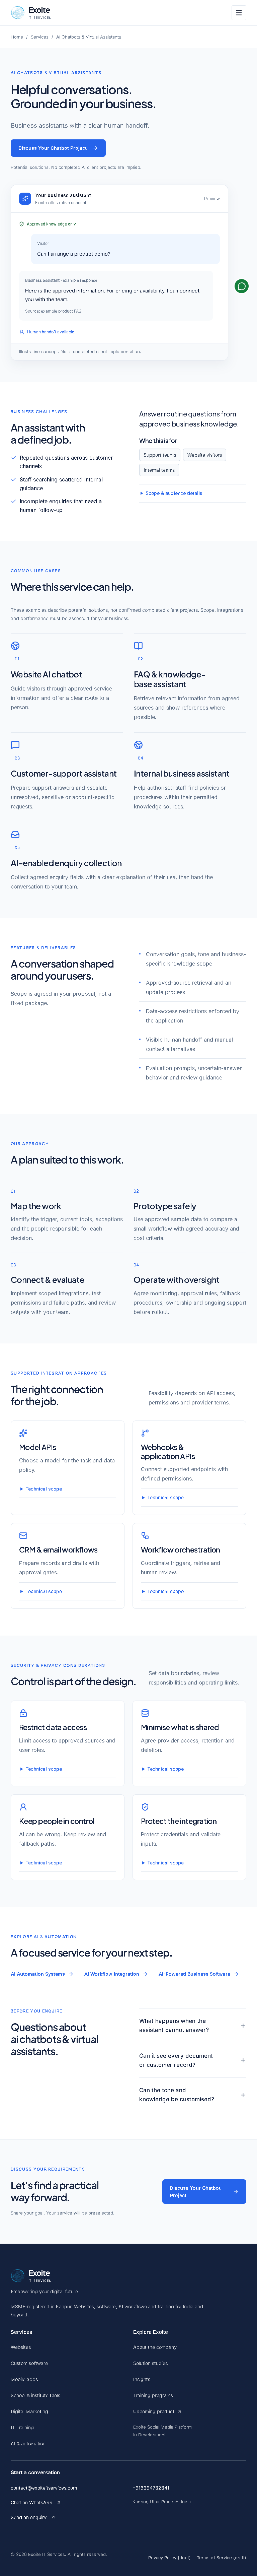 Exoite
IT SERVICES
Home / Services / AI Chatbots & Virtual Assistants
AI CHATBOTS & VIRTUAL ASSISTANTS
Helpful conversations.
Grounded in your business.
Business assistants with a clear human handoff.
Discuss Your Chatbot Project →
Potential solutions. No completed AI client projects are implied.
Your business assistant
Exoite / Illustrative concept
Preview
Approved knowledge only
Visitor
Can I arrange a product demo?
Business assistant · example response
Here is the approved information. For pricing or availability, I can connect
you with the team.
Source: example product FAQ
Human handoff available
Illustrative concept. Not a completed client implementation.
BUSINESS CHALLENGES
An assistant with
a defined job.
Repeated questions across customer
channels
Staff searching scattered internal
guidance
Incomplete enquiries that need a
human follow-up
Answer routine questions from
approved business knowledge.
Who this is for
Support teams
Website visitors
Internal teams
Scope & audience details
COMMON USE CASES
Where this service can help.
These examples describe potential solutions, not confirmed completed client projects. Scope, integrations
and performance must be assessed for your business.
01
Website AI chatbot
Guide visitors through approved service
information and offer a clear route to a
person.
02
FAQ & knowledge-
base assistant
Retrieve relevant information from agreed
sources and show references where
possible.
03
Customer-support assistant
Prepare support answers and escalate
unresolved, sensitive or account-specific
requests.
04
Internal business assistant
Help authorised staff find policies or
procedures within their permitted
knowledge sources.
05
AI-enabled enquiry collection
Collect agreed enquiry fields with a clear explanation of their use, then hand the
conversation to your team.
FEATURES & DELIVERABLES
A conversation shaped
around your users.
Scope is agreed in your proposal, not a
fixed package.
Conversation goals, tone and business-
specific knowledge scope
Approved-source retrieval and an
update process
Data-access restrictions enforced by
the application
Visible human handoff and manual
contact alternatives
Evaluation prompts, uncertain-answer
behavior and review guidance
OUR APPROACH
A plan suited to this work.
01
Map the work
Identify the trigger, current tools, exceptions
and the people responsible for each
decision.
02
Prototype safely
Use approved sample data to compare a
small workflow with agreed accuracy and
cost criteria.
03
Connect & evaluate
Implement scoped integrations, test
permissions and failure paths, and review
outputs with your team.
04
Operate with oversight
Agree monitoring, approval rules, fallback
procedures, ownership and ongoing support
before rollout.
SUPPORTED INTEGRATION APPROACHES
The right connection
for the job.
Feasibility depends on API access,
permissions and provider terms.
Model APIs
Choose a model for the task and data
policy.
Technical scope
Webhooks &
application APIs
Connect supported endpoints with
defined permissions.
Technical scope
CRM & email workflows
Prepare records and drafts with
approval gates.
Technical scope
Workflow orchestration
Coordinate triggers, retries and
human review.
Technical scope
SECURITY & PRIVACY CONSIDERATIONS
Control is part of the design.
Set data boundaries, review
responsibilities and operating limits.
Restrict data access
Limit access to approved sources and
user roles.
Technical scope
Minimise what is shared
Agree provider access, retention and
deletion.
Technical scope
Keep people in control
AI can be wrong. Keep review and
fallback paths.
Technical scope
Protect the integration
Protect credentials and validate
inputs.
Technical scope
EXPLORE AI & AUTOMATION
A focused service for your next step.
AI Automation Systems →
AI Workflow Integration →
AI-Powered Business Software →
BEFORE YOU ENQUIRE
Questions about
ai chatbots & virtual
assistants.
What happens when the
assistant cannot answer?
Can it see every document
or customer record?
Can the tone and
knowledge be customised?
DISCUSS YOUR REQUIREMENTS
Let's find a practical
way forward.
Share your goal. Your service will be preselected.
Discuss Your Chatbot
Project →
Exoite
IT SERVICES
Empowering your digital future
MSME-registered in Kanpur. Websites, software, AI workflows and training for India and
beyond.
Services
Websites
Custom software
Mobile apps
School & institute tools
Digital Marketing
IT Training
AI & automation
Explore Exoite
About the company
Solution studies
Insights
Training programs
Upcoming product ↗
Exoite Social Media Platform
In Development
Start a conversation
contact@exoiteitservices.com
Chat on WhatsApp ↗
Send an enquiry ↗
+916394732641
Kanpur, Uttar Pradesh, India
© 2026 Exoite IT Services. All rights reserved.
Privacy Policy (draft)
Terms of Service (draft)